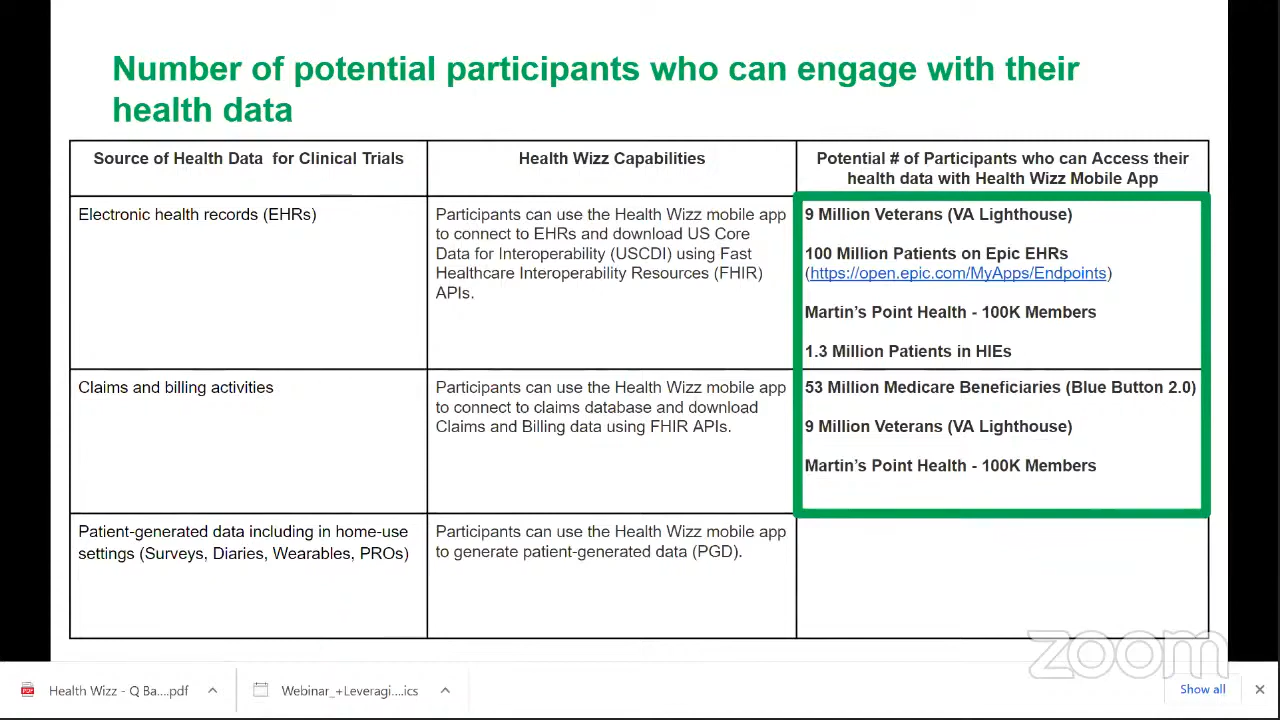 Number of potential participants who can engage with their
health data
Source of Health Data for Clinical Trials
Health Wizz Capabilities
Potential # of Participants who can Access their
health data with Health Wizz Mobile App
Electronic health records (EHRs)
Participants can use the Health Wizz mobile app
to connect to EHRs and download US Core
Data for Interoperability (USCDI) using Fast
Healthcare Interoperability Resources (FHIR)
APIs.
9 Million Veterans (VA Lighthouse)
100 Million Patients on Epic EHRs
(https://open.epic.com/MyApps/Endpoints)
Martin's Point Health - 100K Members
1.3 Million Patients in HIEs
Claims and billing activities
Participants can use the Health Wizz mobile app
to connect to claims database and download
Claims and Billing data using FHIR APIs.
53 Million Medicare Beneficiaries (Blue Button 2.0)
9 Million Veterans (VA Lighthouse)
Martin's Point Health - 100K Members
Patient-generated data including in home-use
settings (Surveys, Diaries, Wearables, PROs)
Participants can use the Health Wizz mobile app
to generate patient-generated data (PGD).
zoom
PDF
Health Wizz - Q Ba....pdf
Webinar_+Leveragi....ics
Show all